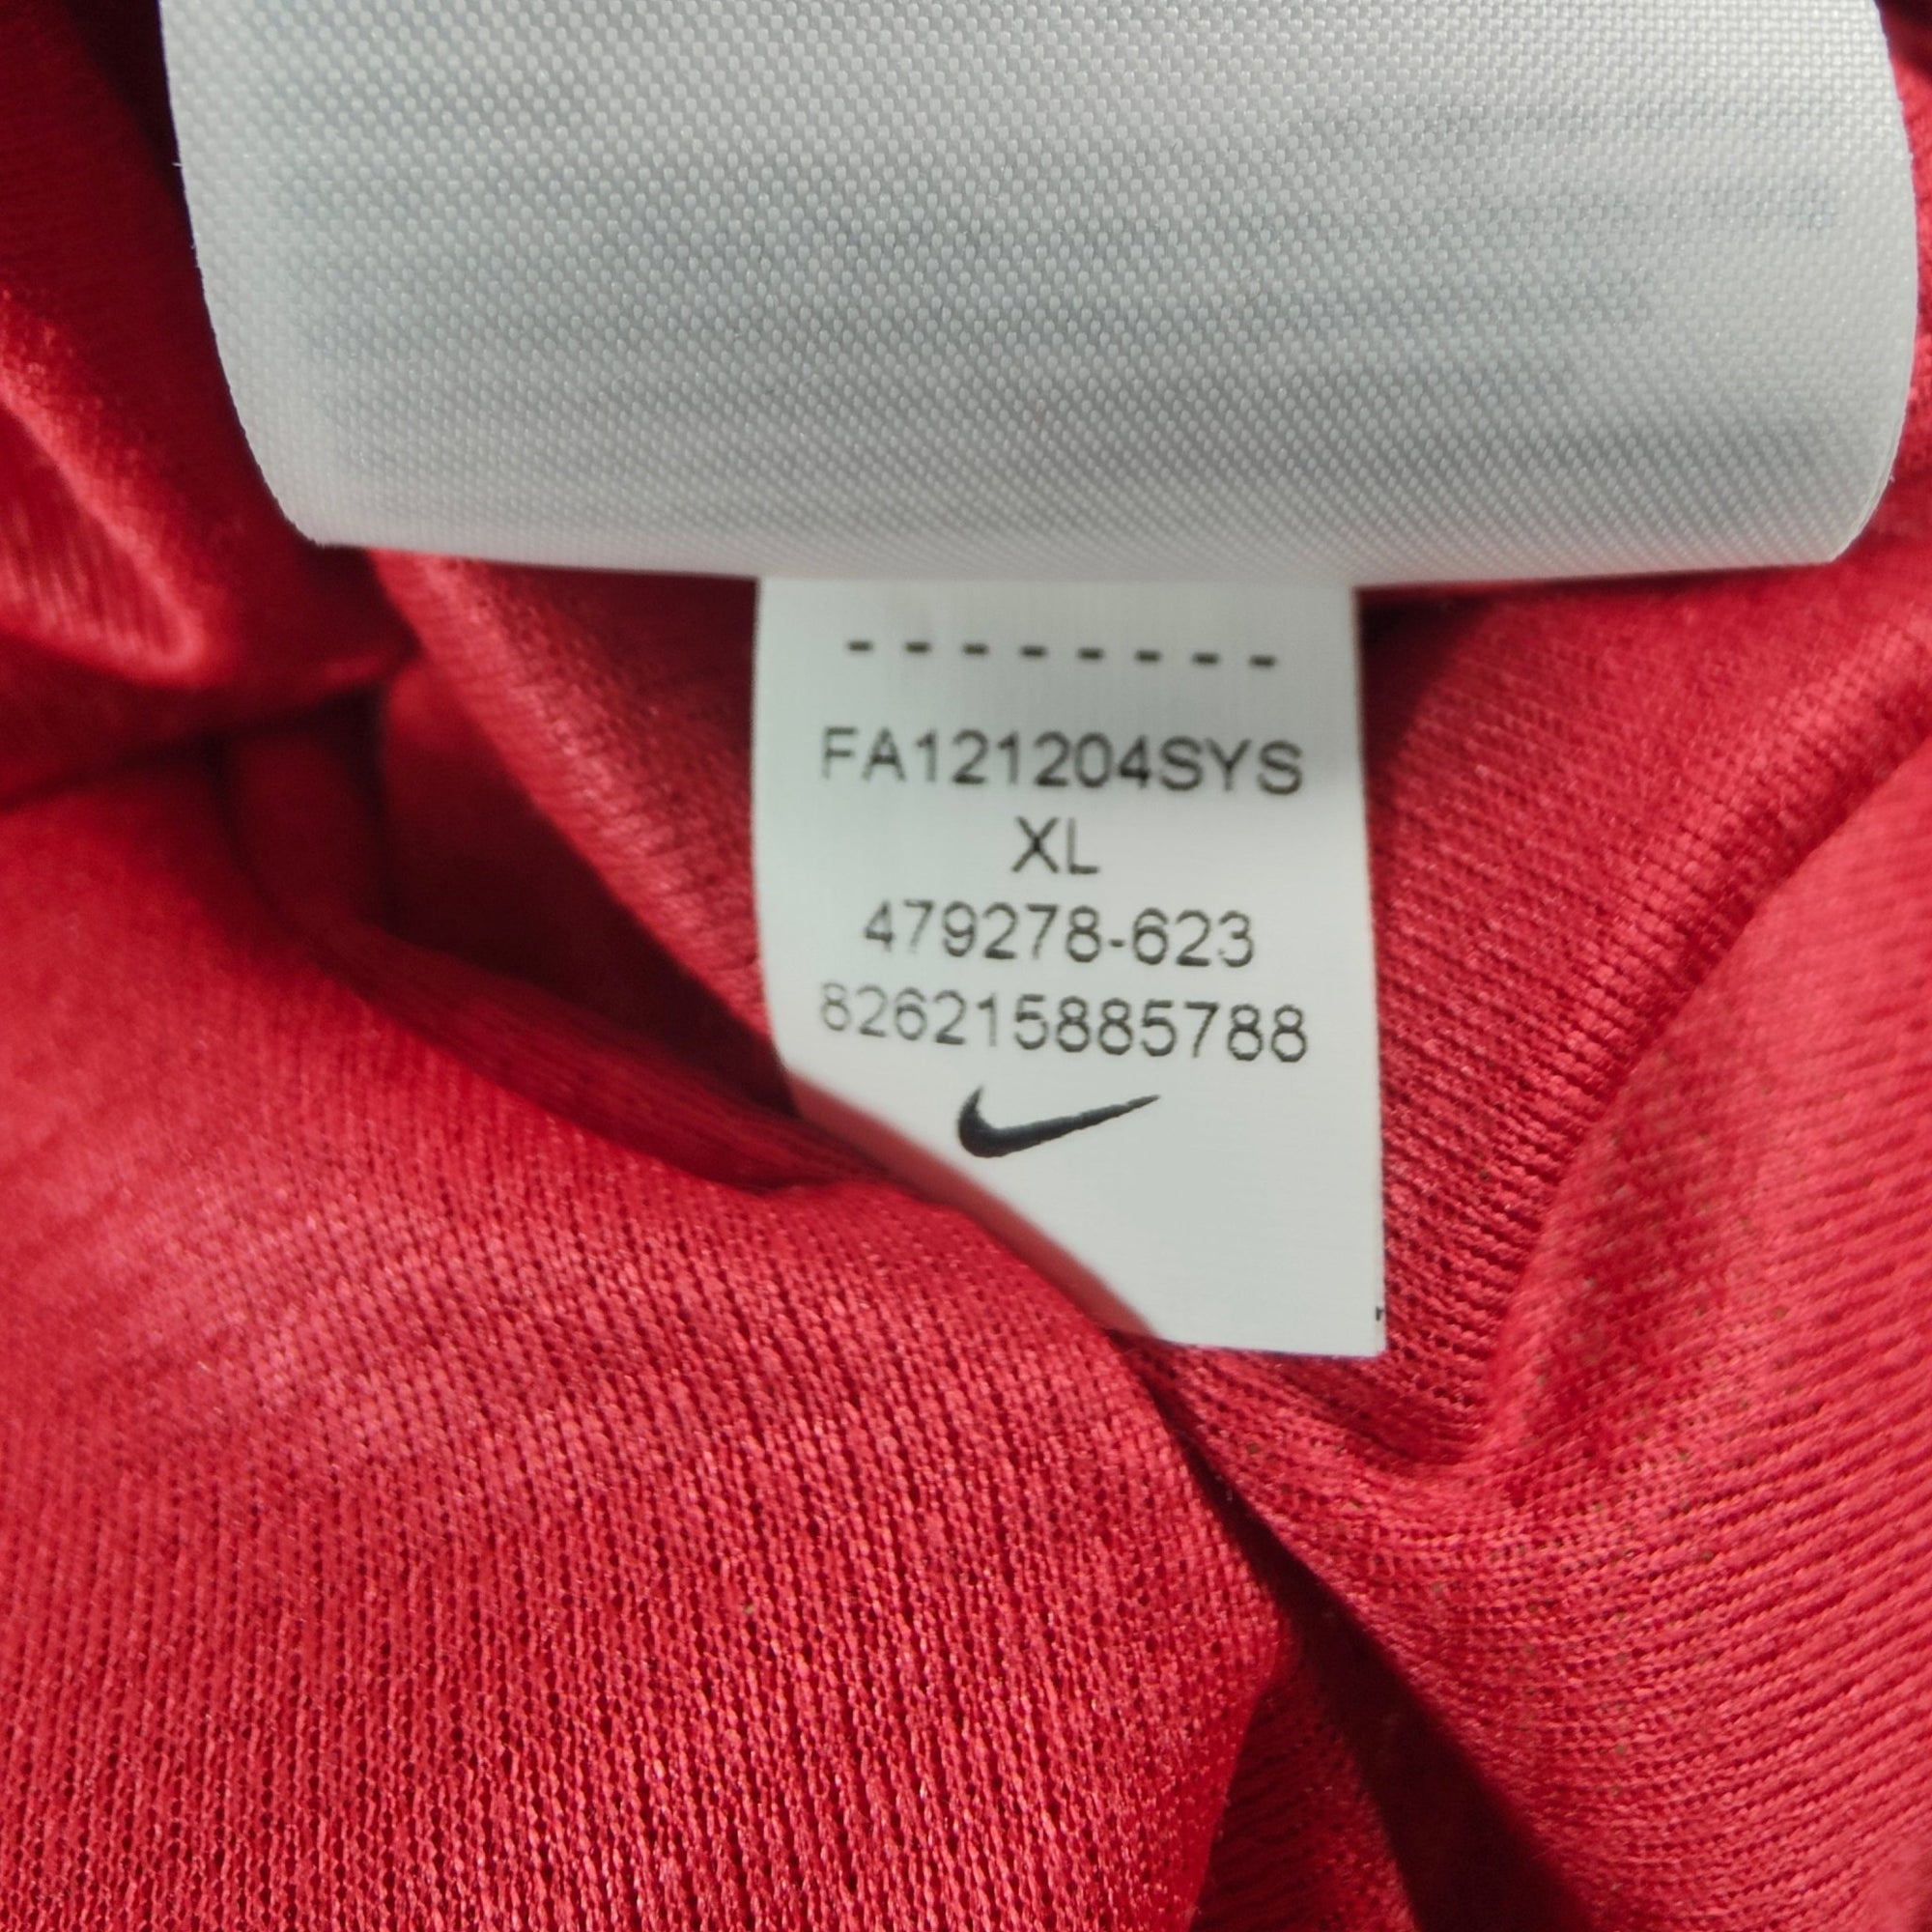 - - - - - - - -
FA121204SYS
XL
479278-623
826215885788